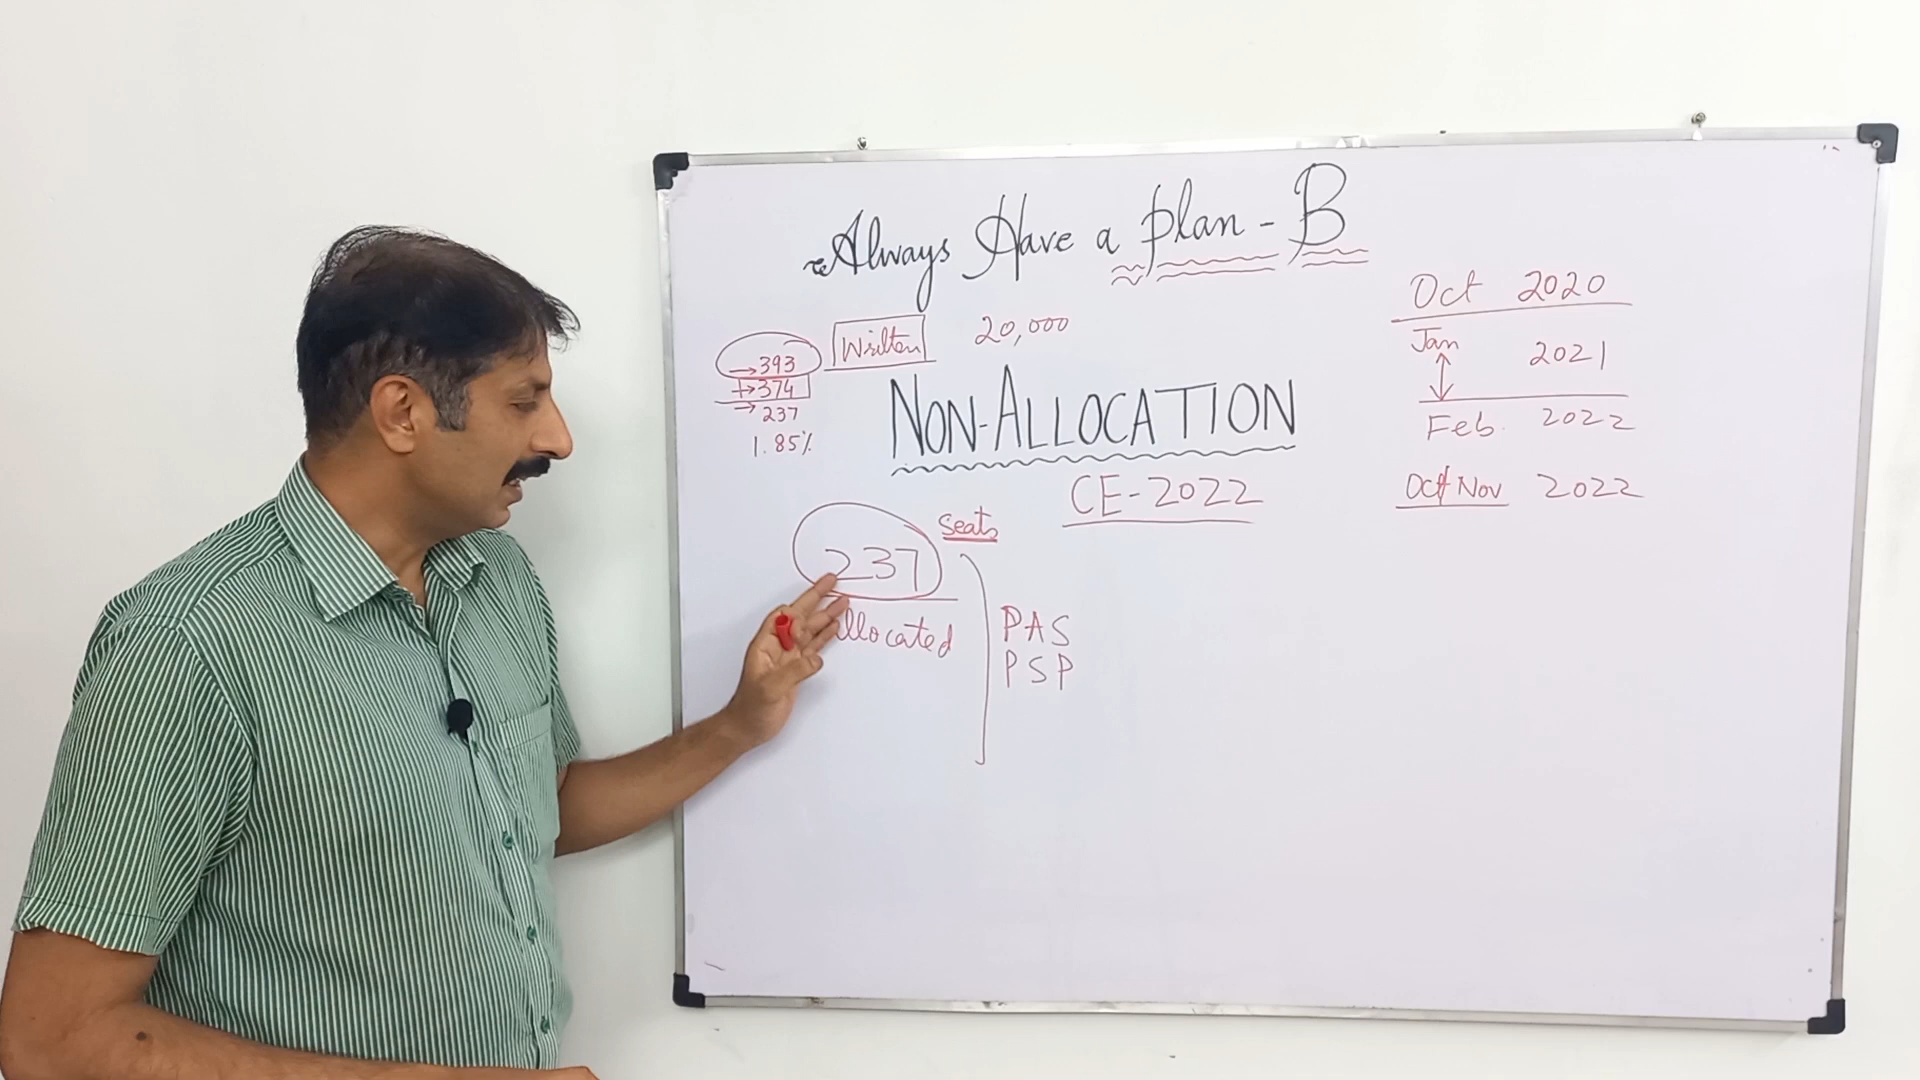 Always Have a plan - B
Written 20,000
→393
→374
→237
1.85%
NON-ALLOCATION
CE-2022
Seats
237
allocated
PAS
PSP
Oct 2020
Jan 2021
Feb. 2022
Oct/Nov 2022